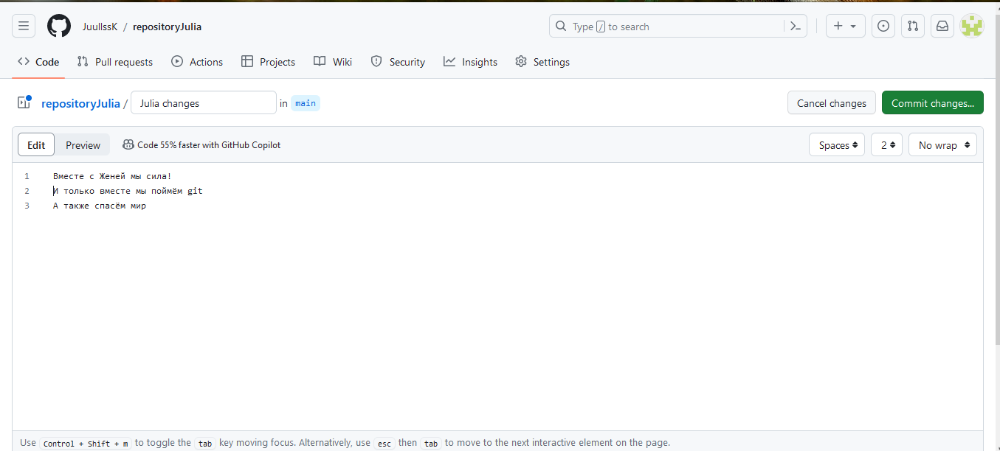 JuullssK / repositoryJulia
Type / to search
Code Pull requests Actions Projects Wiki Security Insights Settings
repositoryJulia / Julia changes in main
Cancel changes Commit changes...
Edit Preview Code 55% faster with GitHub Copilot
Spaces 2 No wrap
1 Вместе с Женей мы сила!
2 И только вместе мы поймём git
3 А также спасём мир
Use Control + Shift + m to toggle the tab key moving focus. Alternatively, use esc then tab to move to the next interactive element on the page.